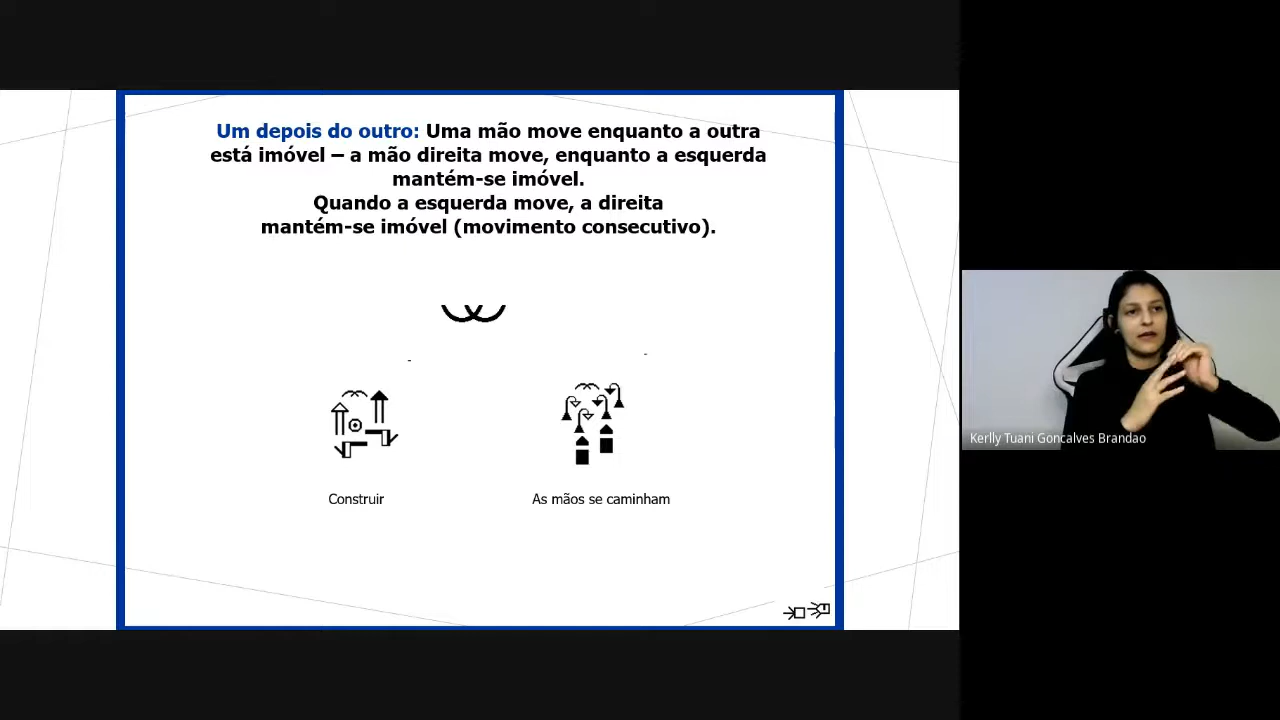 Um depois do outro: Uma mão move enquanto a outra
está imóvel – a mão direita move, enquanto a esquerda
mantém-se imóvel.
Quando a esquerda move, a direita
mantém-se imóvel (movimento consecutivo).
Construir
As mãos se caminham
Kerlly Tuani Goncalves Brandao